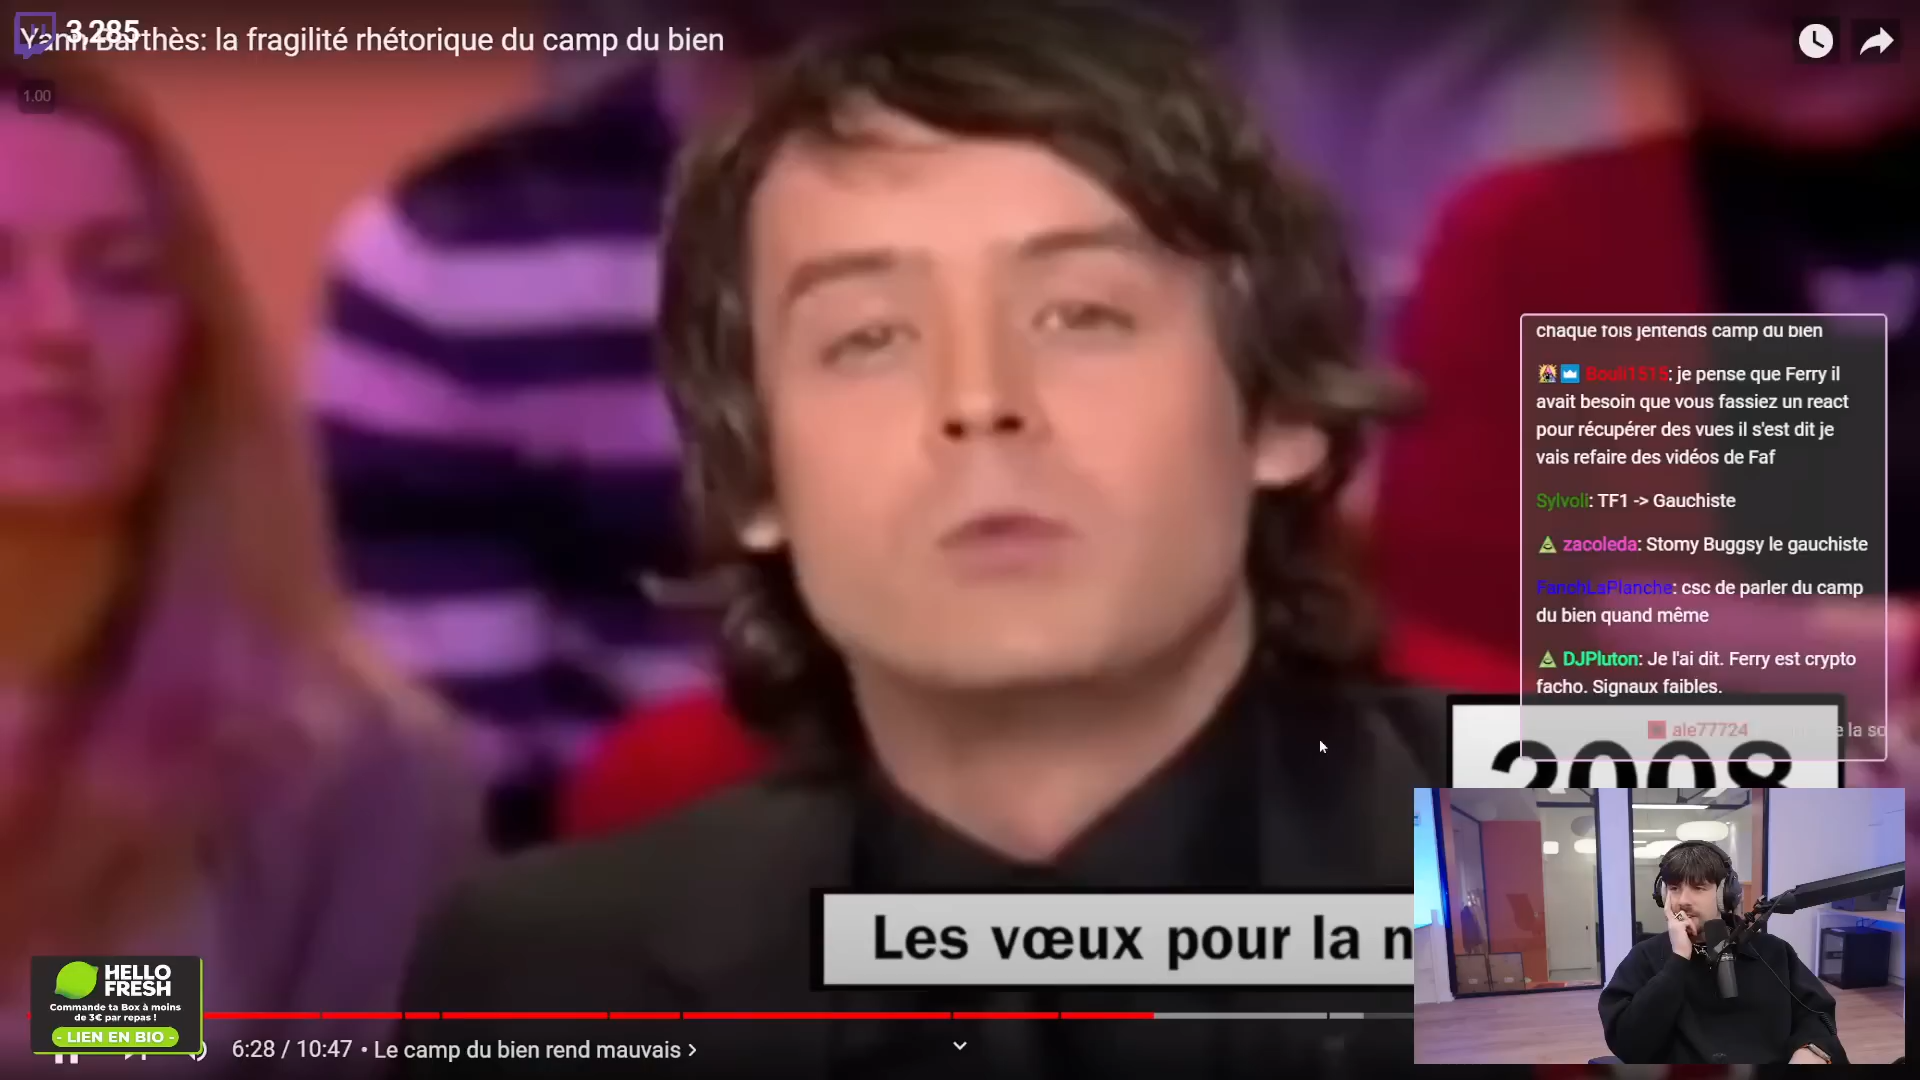 3,285
Yann Barthès: la fragilité rhétorique du camp du bien
1.00
chaque fois jentends camp du bien
Bouli1515: je pense que Ferry il
avait besoin que vous fassiez un react
pour récupérer des vues il s'est dit je
vais refaire des vidéos de Faf
Sylvoli: TF1 -> Gauchiste
zacoleda: Stomy Buggsy le gauchiste
FanohLaPlanche: csc de parler du camp
du bien quand même
DJPluton: Je l'ai dit. Ferry est crypto
facho. Signaux faibles.
ale77724 e la so
2008
Les vœux pour la n
HELLO
FRESH
Commande ta Box à moins
de 3€ par repas !
- LIEN EN BIO -
6:28 / 10:47 • Le camp du bien rend mauvais >